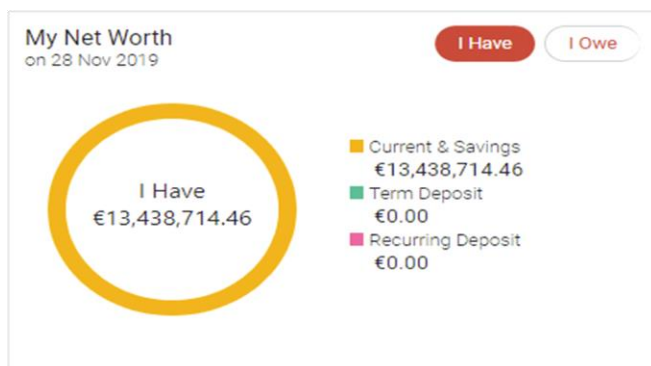 My Net Worth
on 28 Nov 2019
I Have
I Owe
I Have
€13,438,714.46
Current & Savings
€13,438,714.46
Term Deposit
€0.00
Recurring Deposit
€0.00